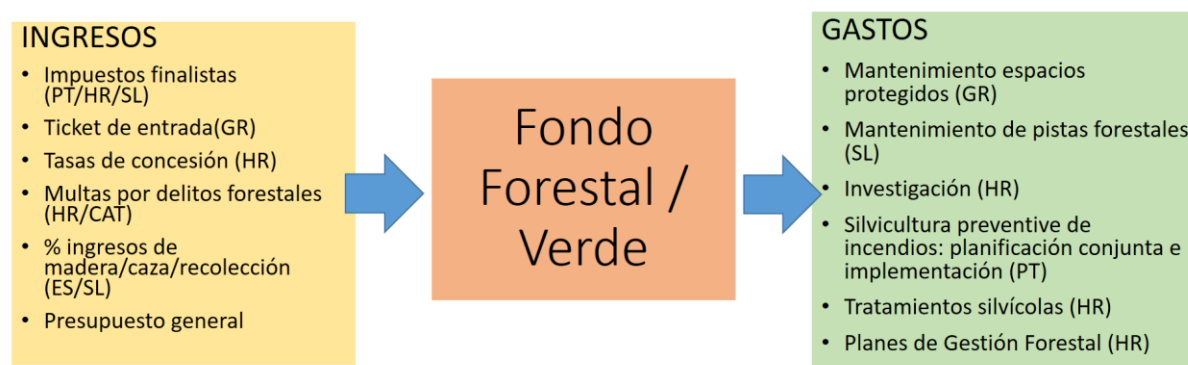 INGRESOS
• Impuestos finalistas
(PT/HR/SL)
• Ticket de entrada(GR)
• Tasas de concesión (HR)
• Multas por delitos forestales
(HR/CAT)
• % ingresos de
madera/caza/recolección
(ES/SL)
• Presupuesto general
Fondo
Forestal /
Verde
GASTOS
• Mantenimiento espacios
protegidos (GR)
• Mantenimiento de pistas forestales
(SL)
• Investigación (HR)
• Silvicultura preventive de
incendios: planificación conjunta e
implementación (PT)
• Tratamientos silvícolas (HR)
• Planes de Gestión Forestal (HR)